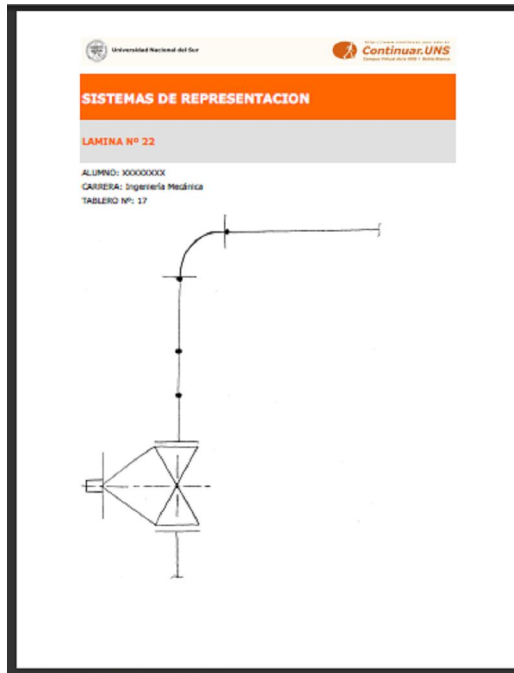 Universidad Nacional del Sur
Continuar.UNS
SISTEMAS DE REPRESENTACION
LAMINA Nº 22
ALUMNO: XXXXXXXX
CARRERA: Ingeniería Mecánica
TABLERO Nº: 17